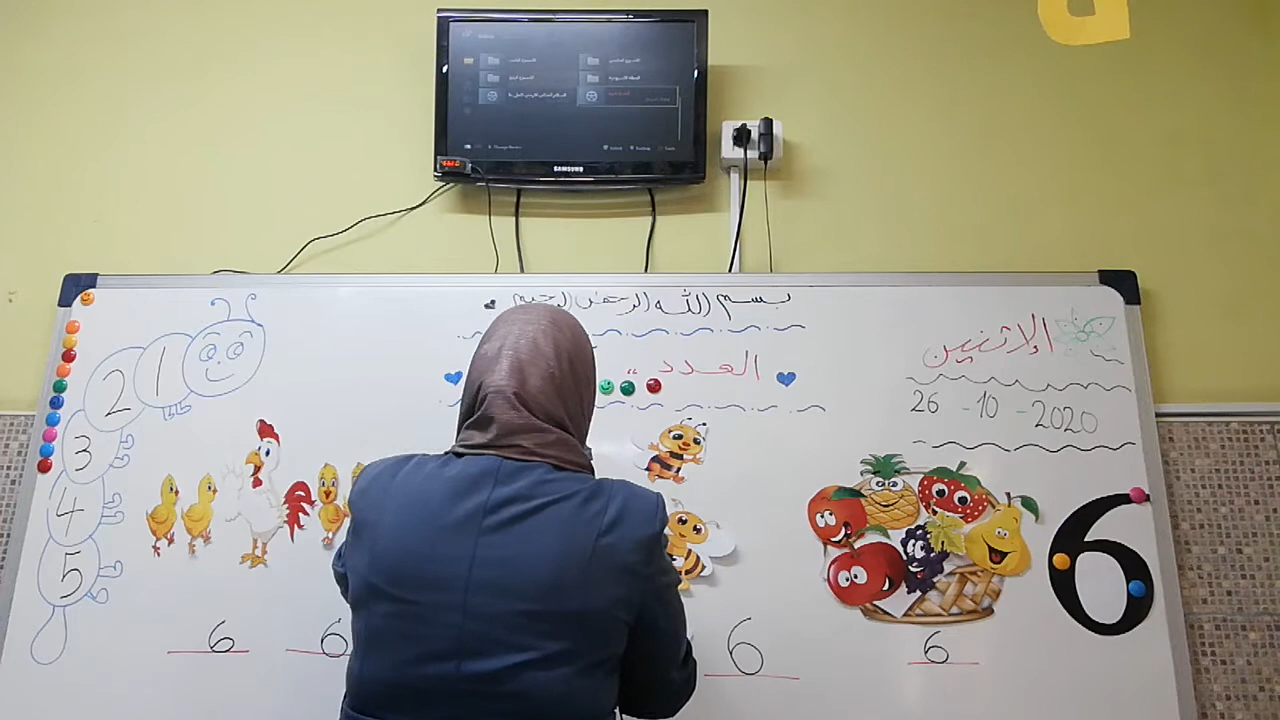 SAMSUNG
بسم الله الرحمن الرحيم
العدد ,,
الإثنين
26 - 10 - 2020
1
2
3
4
5
6
6 6 6 6